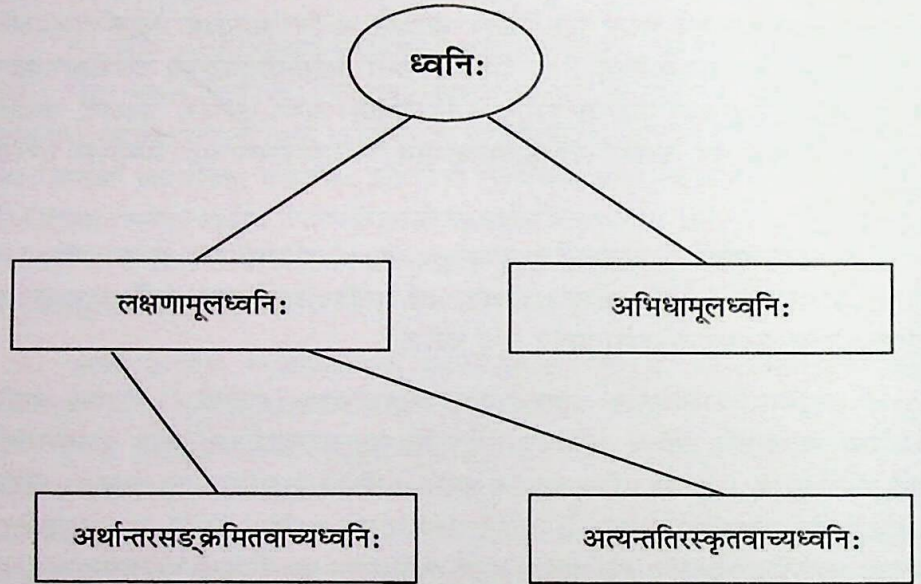 ध्वनिः
लक्षणामूलध्वनिः
अभिधामूलध्वनिः
अर्थान्तरसङ्क्रमितवाच्यध्वनिः
अत्यन्ततिरस्कृतवाच्यध्वनिः